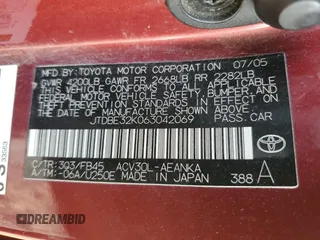 MFD BY: TOYOTA MOTOR CORPORATION 07/05
GVWR 4200LB GAWR FR 2668LB RR 2282LB
THIS VEHICLE CONFORMS TO ALL APPLICABLE
FEDERAL MOTOR VEHICLE SAFETY, BUMPER, AND
THEFT PREVENTION STANDARDS IN EFFECT ON
THE DATE OF MANUFACTURE SHOWN ABOVE.
JTDBE32K063042069 PASS. CAR
TOYOTA
C/TR: 3Q3/FB45 ACV30L-AEANKA
A/TM: -06A/U250E MADE IN JAPAN 388 A
DREAMBID